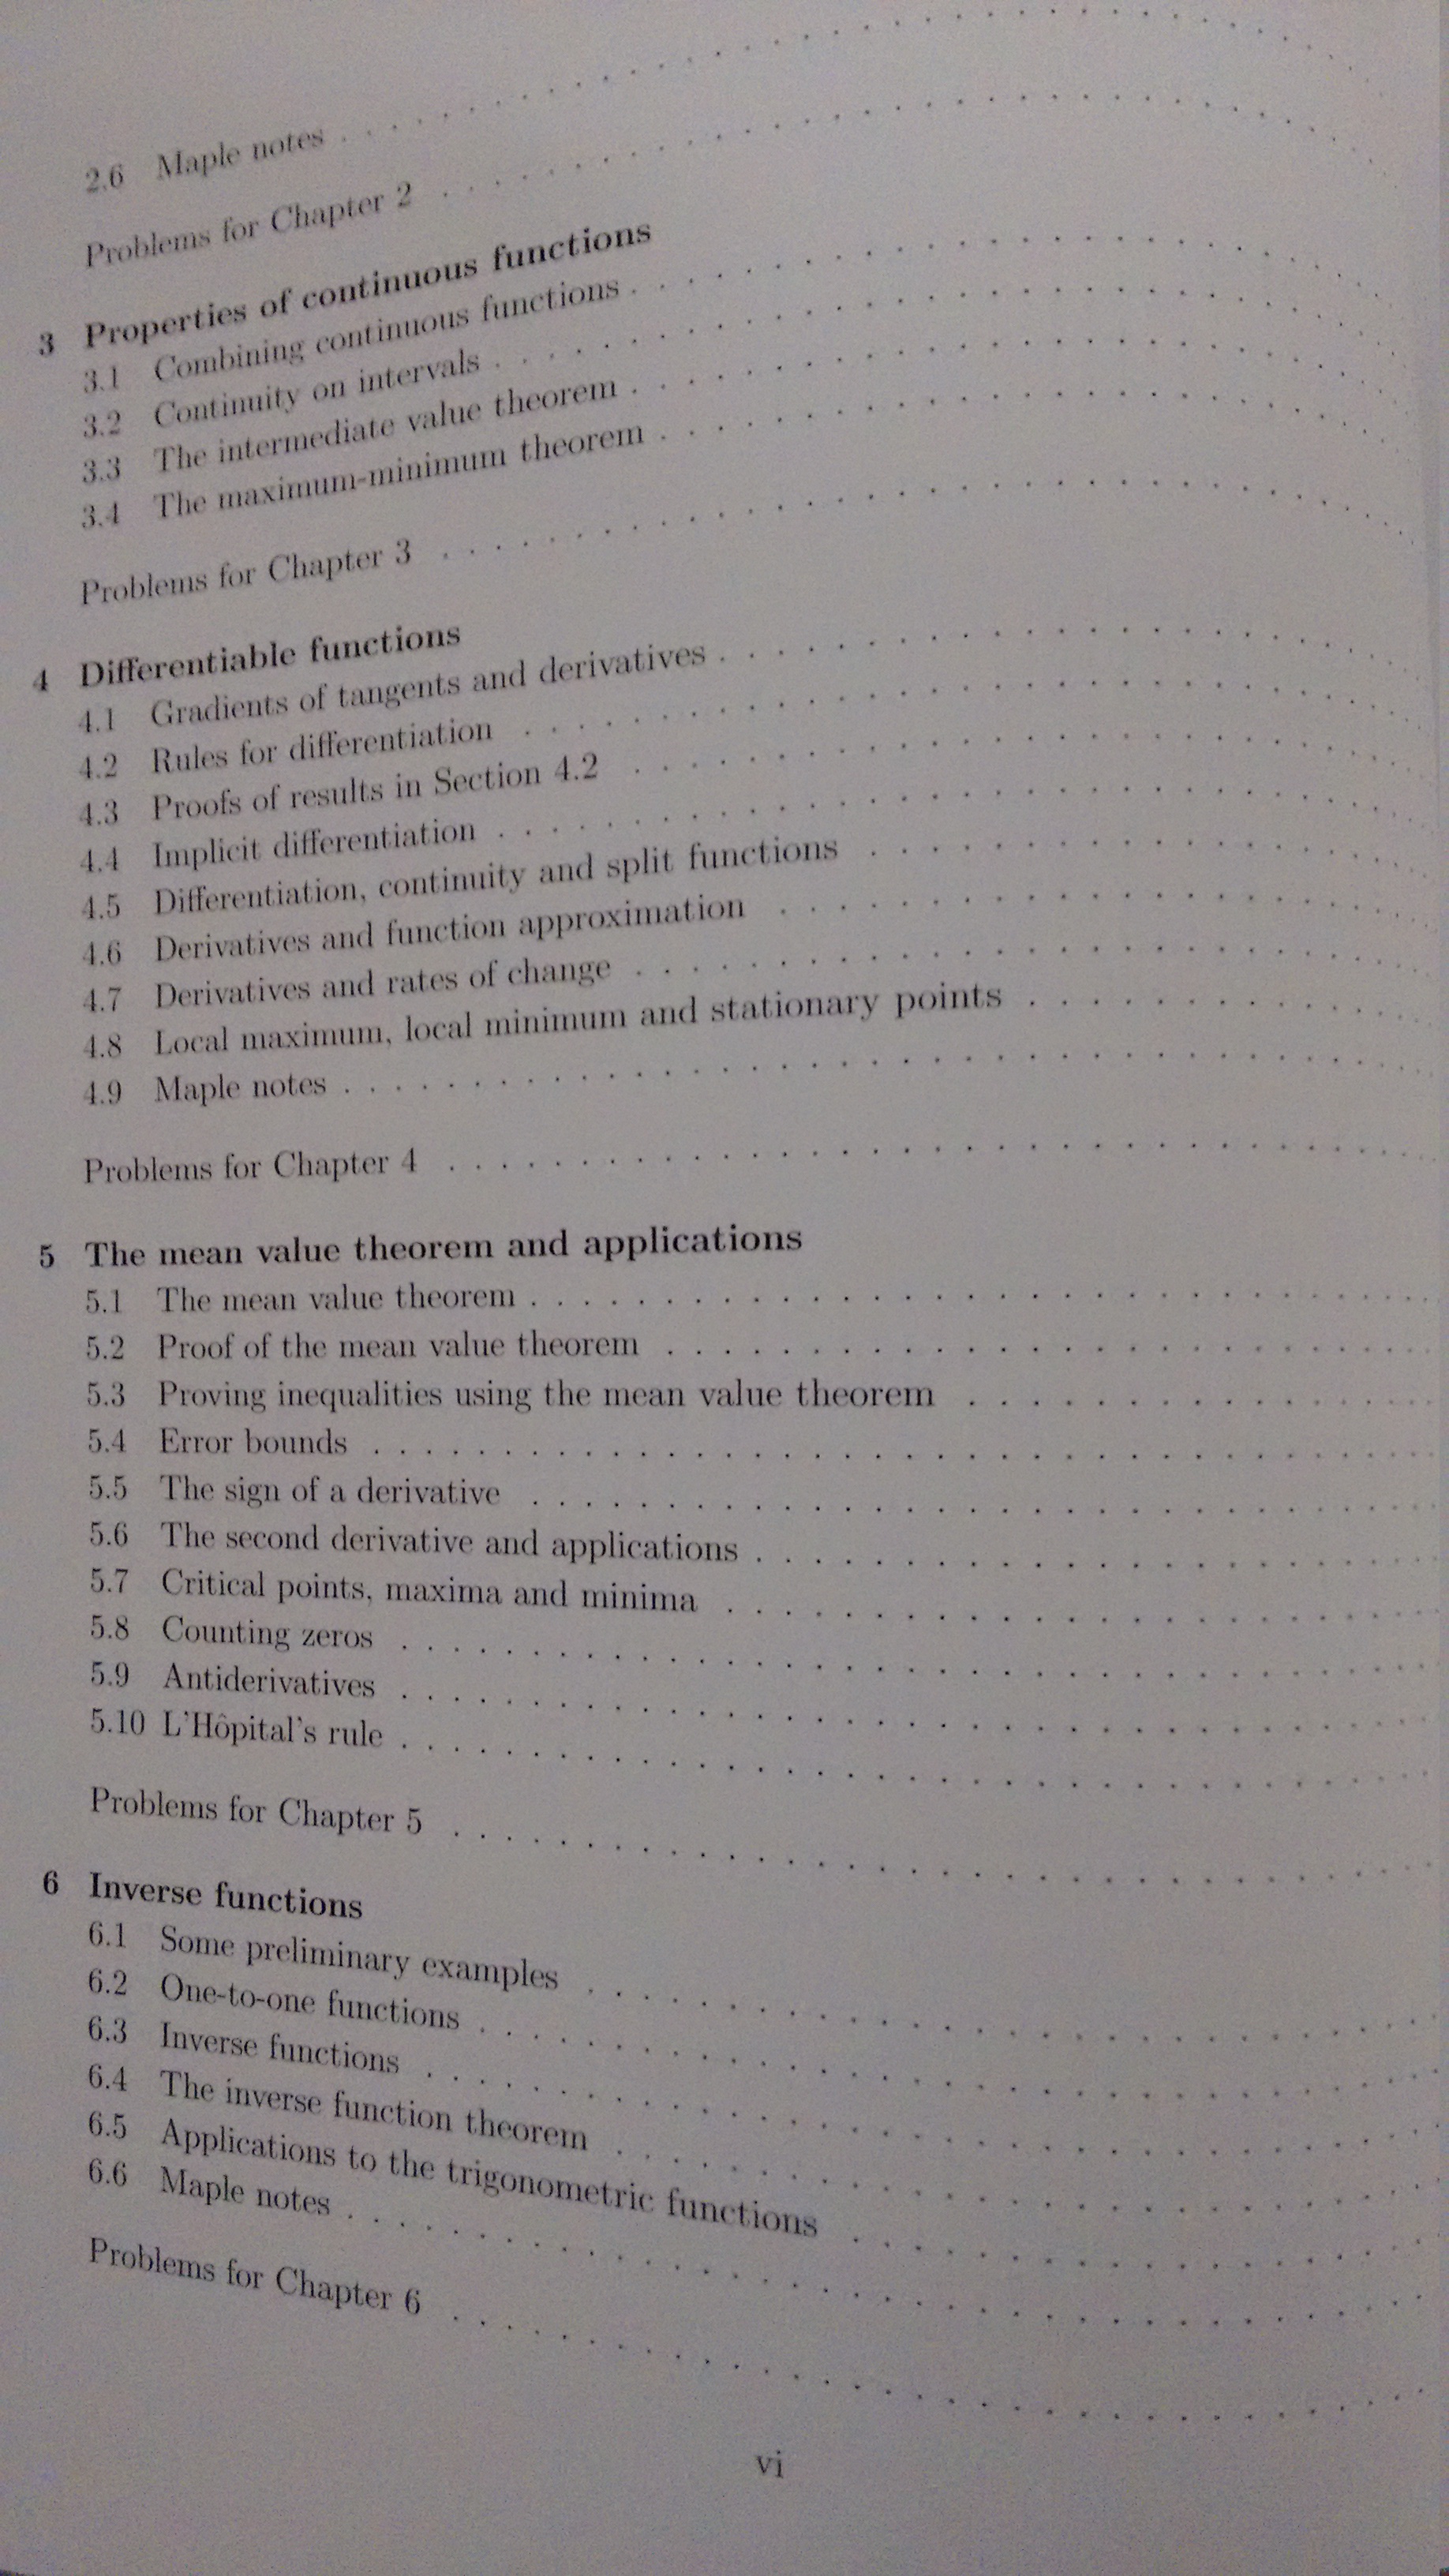 2.6 Maple notes . . . . . . . . . . . . . . . . . . . . . . . . . . . . . .
Problems for Chapter 2 . . . . . . . . . . . . . . . . . . . . . . . . . .
3 Properties of continuous functions
3.1 Combining continuous functions . . . . . . . . . . . . . . . . . . . .
3.2 Continuity on intervals . . . . . . . . . . . . . . . . . . . . . . . .
3.3 The intermediate value theorem . . . . . . . . . . . . . . . . . . . .
3.4 The maximum-minimum theorem . . . . . . . . . . . . . . . . . . . .
Problems for Chapter 3 . . . . . . . . . . . . . . . . . . . . . . . . . .
4 Differentiable functions
4.1 Gradients of tangents and derivatives . . . . . . . . . . . . . . . . .
4.2 Rules for differentiation . . . . . . . . . . . . . . . . . . . . . . .
4.3 Proofs of results in Section 4.2 . . . . . . . . . . . . . . . . . . . .
4.4 Implicit differentiation . . . . . . . . . . . . . . . . . . . . . . . .
4.5 Differentiation, continuity and split functions . . . . . . . . . . . .
4.6 Derivatives and function approximation . . . . . . . . . . . . . . . .
4.7 Derivatives and rates of change . . . . . . . . . . . . . . . . . . . .
4.8 Local maximum, local minimum and stationary points . . . . . . . . .
4.9 Maple notes . . . . . . . . . . . . . . . . . . . . . . . . . . . . . .
Problems for Chapter 4 . . . . . . . . . . . . . . . . . . . . . . . . . .
5 The mean value theorem and applications
5.1 The mean value theorem . . . . . . . . . . . . . . . . . . . . . . . .
5.2 Proof of the mean value theorem . . . . . . . . . . . . . . . . . . . .
5.3 Proving inequalities using the mean value theorem . . . . . . . . . .
5.4 Error bounds . . . . . . . . . . . . . . . . . . . . . . . . . . . . .
5.5 The sign of a derivative . . . . . . . . . . . . . . . . . . . . . . .
5.6 The second derivative and applications . . . . . . . . . . . . . . . .
5.7 Critical points, maxima and minima . . . . . . . . . . . . . . . . . .
5.8 Counting zeros . . . . . . . . . . . . . . . . . . . . . . . . . . . .
5.9 Antiderivatives . . . . . . . . . . . . . . . . . . . . . . . . . . . .
5.10 L'Hôpital's rule . . . . . . . . . . . . . . . . . . . . . . . . . . .
Problems for Chapter 5 . . . . . . . . . . . . . . . . . . . . . . . . . .
6 Inverse functions
6.1 Some preliminary examples . . . . . . . . . . . . . . . . . . . . . .
6.2 One-to-one functions . . . . . . . . . . . . . . . . . . . . . . . . .
6.3 Inverse functions . . . . . . . . . . . . . . . . . . . . . . . . . . .
6.4 The inverse function theorem . . . . . . . . . . . . . . . . . . . . .
6.5 Applications to the trigonometric functions . . . . . . . . . . . . .
6.6 Maple notes . . . . . . . . . . . . . . . . . . . . . . . . . . . . . .
Problems for Chapter 6 . . . . . . . . . . . . . . . . . . . . . . . . . .
vi